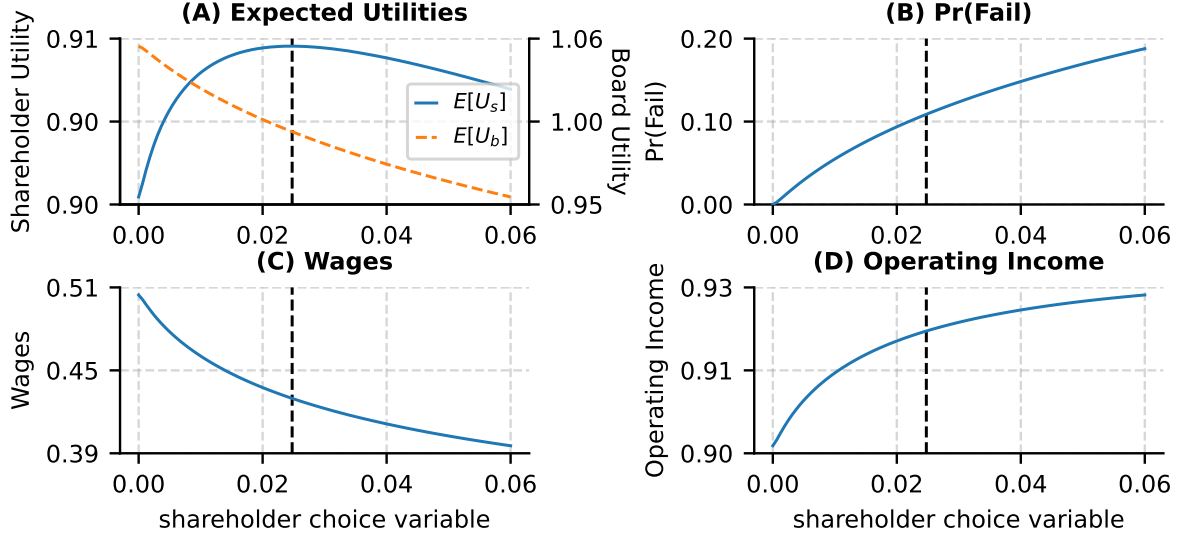 (A) Expected Utilities
Shareholder Utility
0.91
0.90
0.90
1.06
1.00
0.95
Board Utility
E[U_s]
E[U_b]
0.00 0.02 0.04 0.06
(B) Pr(Fail)
Pr(Fail)
0.20
0.10
0.00
0.00 0.02 0.04 0.06
(C) Wages
Wages
0.51
0.45
0.39
0.00 0.02 0.04 0.06
shareholder choice variable
(D) Operating Income
Operating Income
0.93
0.91
0.90
0.00 0.02 0.04 0.06
shareholder choice variable